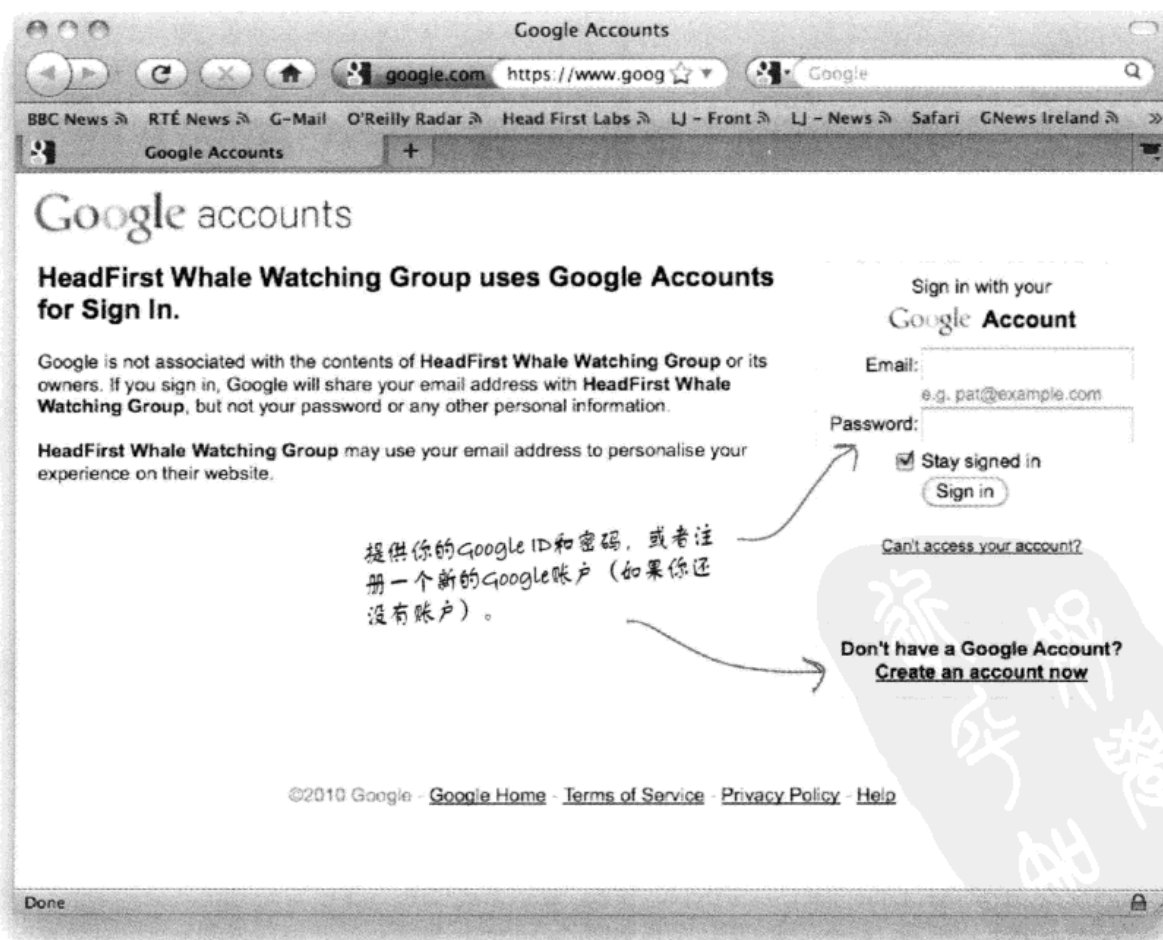 Google Accounts
google.com https://www.goog Google
BBC News RTÉ News G-Mail O'Reilly Radar Head First Labs LJ - Front LJ - News Safari GNews Ireland »
Google Accounts +
Google accounts
HeadFirst Whale Watching Group uses Google Accounts
for Sign In.
Google is not associated with the contents of HeadFirst Whale Watching Group or its
owners. If you sign in, Google will share your email address with HeadFirst Whale
Watching Group, but not your password or any other personal information.
HeadFirst Whale Watching Group may use your email address to personalise your
experience on their website.
Sign in with your
Google Account
Email:
e.g. pat@example.com
Password:
Stay signed in
Sign in
Can't access your account?
提供你的Google ID和密码，或者注
册一个新的Google账户（如果你还
没有账户）。
Don't have a Google Account?
Create an account now
©2010 Google - Google Home - Terms of Service - Privacy Policy - Help
Done